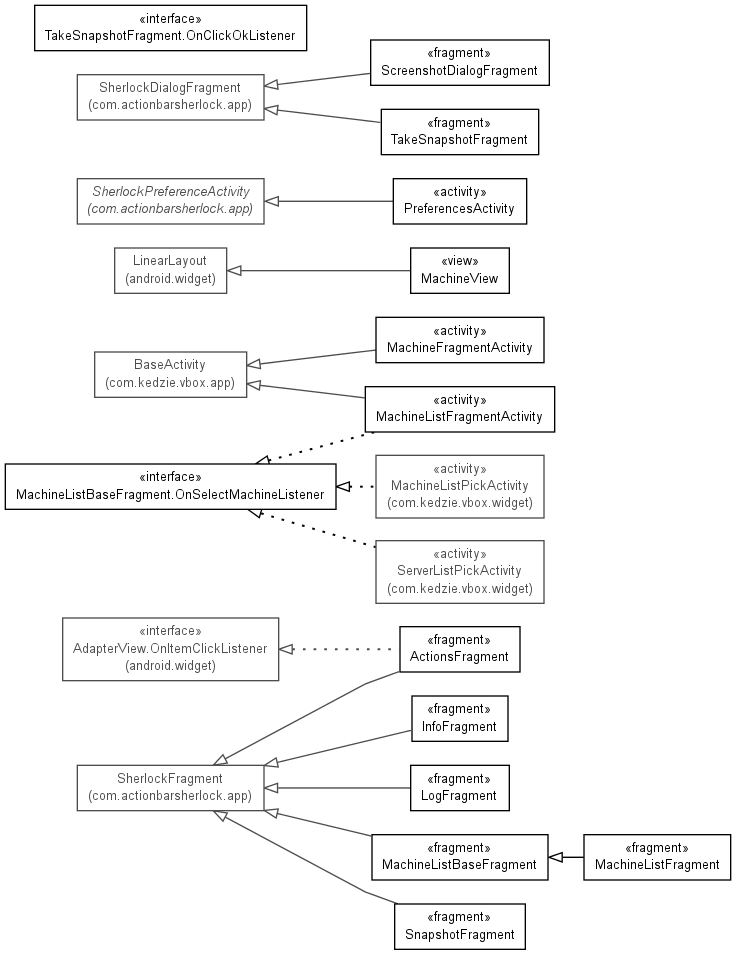 «interface»
TakeSnapshotFragment.OnClickOkListener
«fragment»
ScreenshotDialogFragment
SherlockDialogFragment
(com.actionbarsherlock.app)
«fragment»
TakeSnapshotFragment
SherlockPreferenceActivity
(com.actionbarsherlock.app)
«activity»
PreferencesActivity
LinearLayout
(android.widget)
«view»
MachineView
«activity»
MachineFragmentActivity
BaseActivity
(com.kedzie.vbox.app)
«activity»
MachineListFragmentActivity
«interface»
MachineListBaseFragment.OnSelectMachineListener
«activity»
MachineListPickActivity
(com.kedzie.vbox.widget)
«activity»
ServerListPickActivity
(com.kedzie.vbox.widget)
«interface»
AdapterView.OnItemClickListener
(android.widget)
«fragment»
ActionsFragment
«fragment»
InfoFragment
SherlockFragment
(com.actionbarsherlock.app)
«fragment»
LogFragment
«fragment»
MachineListBaseFragment
«fragment»
MachineListFragment
«fragment»
SnapshotFragment